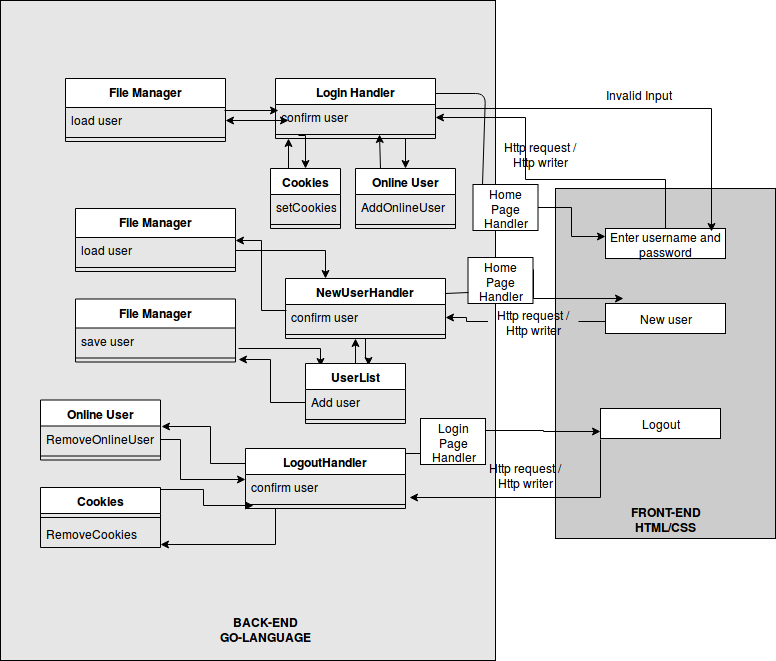 File Manager
load user
Login Handler
confirm user
Invalid Input
Http request /
Http writer
Cookies
setCookies
Online User
AddOnlineUser
Home
Page
Handler
Enter username and
password
File Manager
load user
NewUserHandler
confirm user
Home
Page
Handler
Http request /
Http writer
New user
File Manager
save user
UserList
Add user
Online User
RemoveOnlineUser
LogoutHandler
confirm user
Login
Page
Handler
Logout
Http request /
Http writer
Cookies
RemoveCookies
FRONT-END
HTML/CSS
BACK-END
GO-LANGUAGE